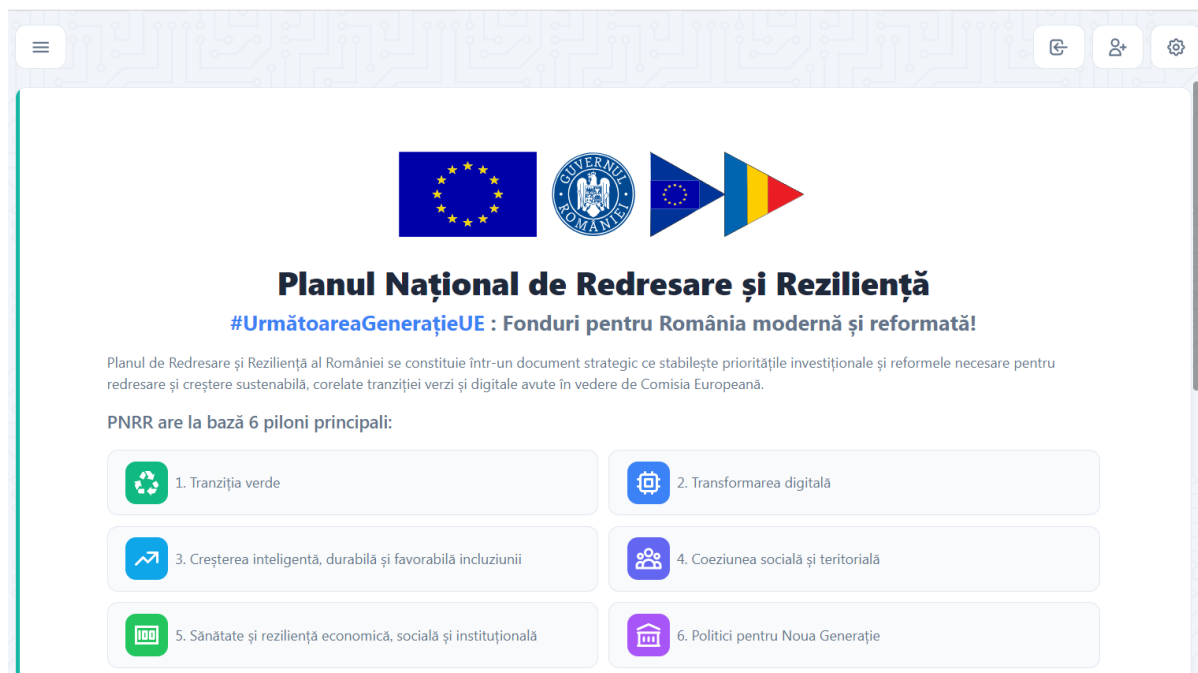 GUVERNUL ROMÂNIEI
Planul Național de Redresare și Reziliență
#UrmătoareaGenerațieUE : Fonduri pentru România modernă și reformată!
Planul de Redresare și Reziliență al României se constituie într-un document strategic ce stabilește prioritățile investiționale și reformele necesare pentru
redresare și creștere sustenabilă, corelate tranziției verzi și digitale avute în vedere de Comisia Europeană.
PNRR are la bază 6 piloni principali:
1. Tranziția verde
2. Transformarea digitală
3. Creșterea inteligentă, durabilă și favorabilă incluziunii
4. Coeziunea socială și teritorială
5. Sănătate și reziliență economică, socială și instituțională
6. Politici pentru Noua Generație